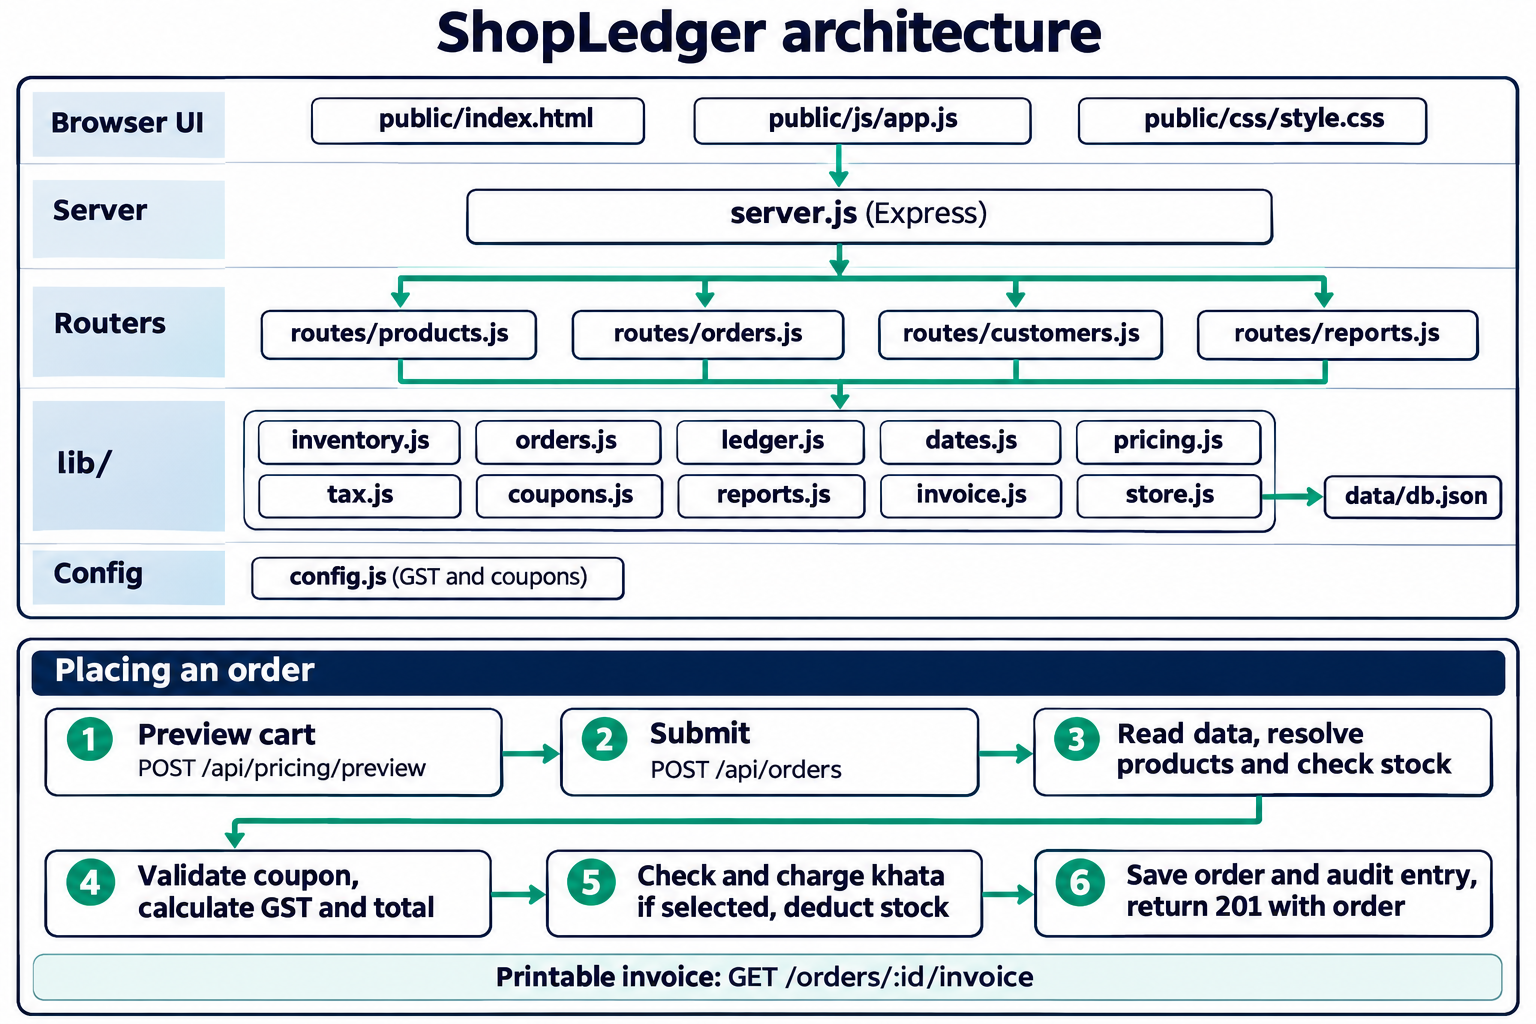 ShopLedger architecture
Browser UI
public/index.html
public/js/app.js
public/css/style.css
Server
server.js (Express)
Routers
routes/products.js
routes/orders.js
routes/customers.js
routes/reports.js
lib/
inventory.js
orders.js
ledger.js
dates.js
pricing.js
tax.js
coupons.js
reports.js
invoice.js
store.js
data/db.json
Config
config.js (GST and coupons)
Placing an order
1
Preview cart
POST /api/pricing/preview
2
Submit
POST /api/orders
3
Read data, resolve
products and check stock
4
Validate coupon,
calculate GST and total
5
Check and charge khata
if selected, deduct stock
6
Save order and audit entry,
return 201 with order
Printable invoice: GET /orders/:id/invoice